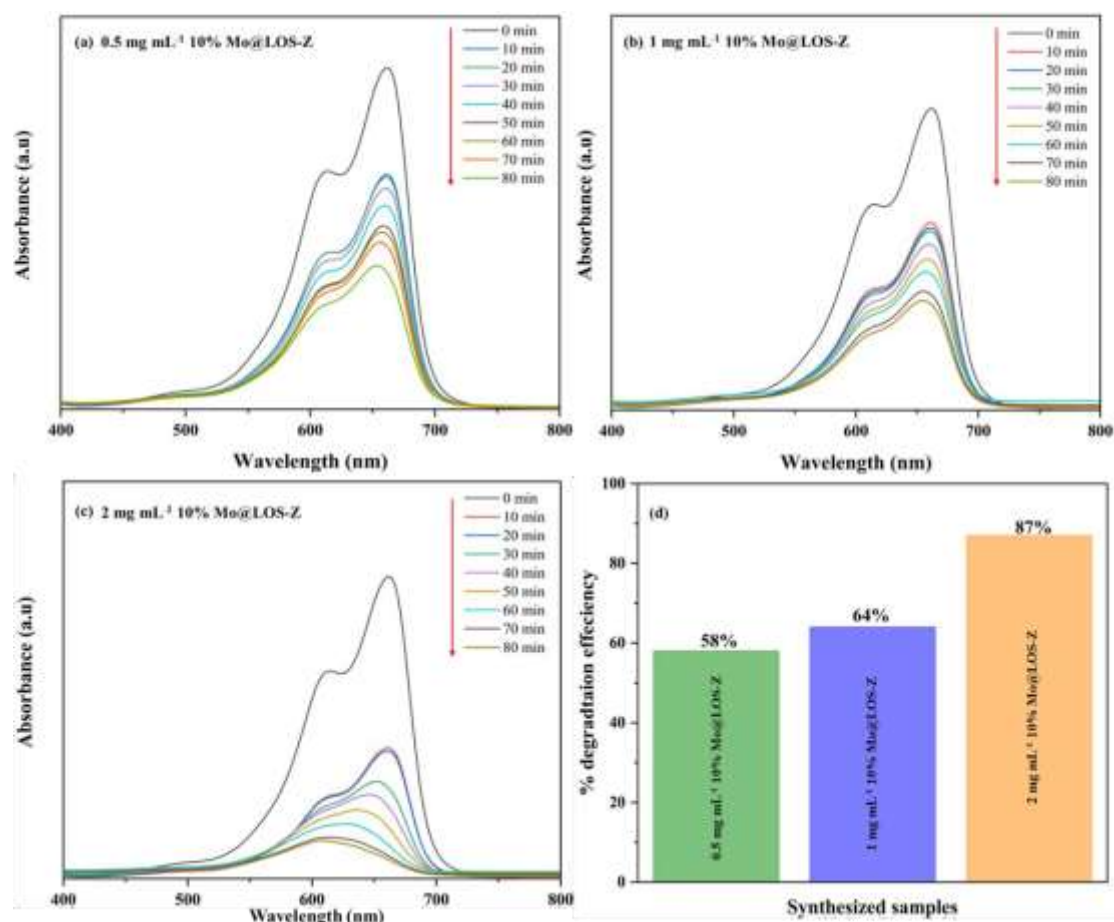 (a) 0.5 mg mL⁻¹ 10% Mo@LOS-Z
0 min
10 min
20 min
30 min
40 min
50 min
60 min
70 min
80 min
Absorbance (a.u)
400 500 600 700 800
Wavelength (nm)
(b) 1 mg mL⁻¹ 10% Mo@LOS-Z
0 min
10 min
20 min
30 min
40 min
50 min
60 min
70 min
80 min
Absorbance (a.u)
400 500 600 700 800
Wavelength (nm)
(c) 2 mg mL⁻¹ 10% Mo@LOS-Z
0 min
10 min
20 min
30 min
40 min
50 min
60 min
70 min
80 min
Absorbance (a.u)
400 500 600 700 800
Wavelength (nm)
(d)
100
80
60
40
20
0
% degradtaion effeciency
58%
64%
87%
0.5 mg mL⁻¹ 10% Mo@LOS-Z
1 mg mL⁻¹ 10% Mo@LOS-Z
2 mg mL⁻¹ 10% Mo@LOS-Z
Synthesized samples